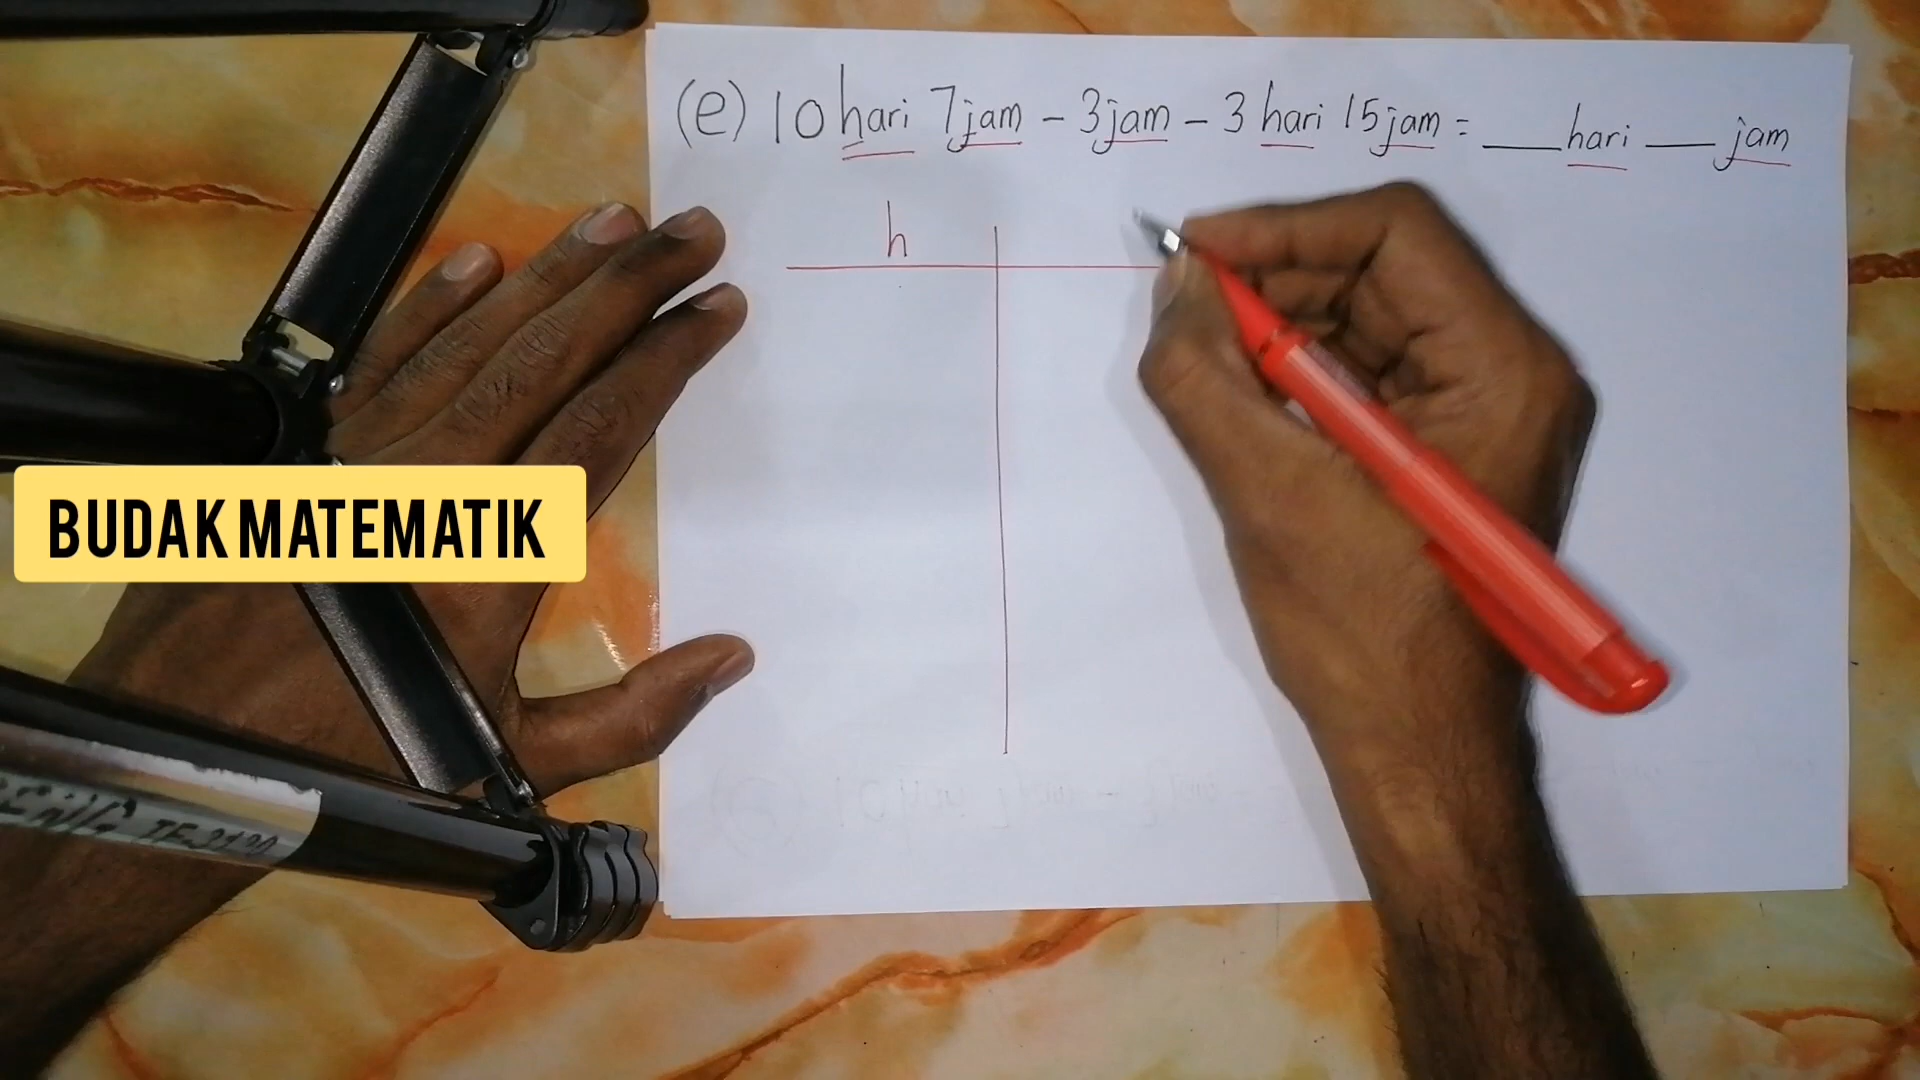 (e) 10 hari 7 jam - 3 jam - 3 hari 15 jam = ___ hari ___ jam
h
BUDAK MATEMATIK